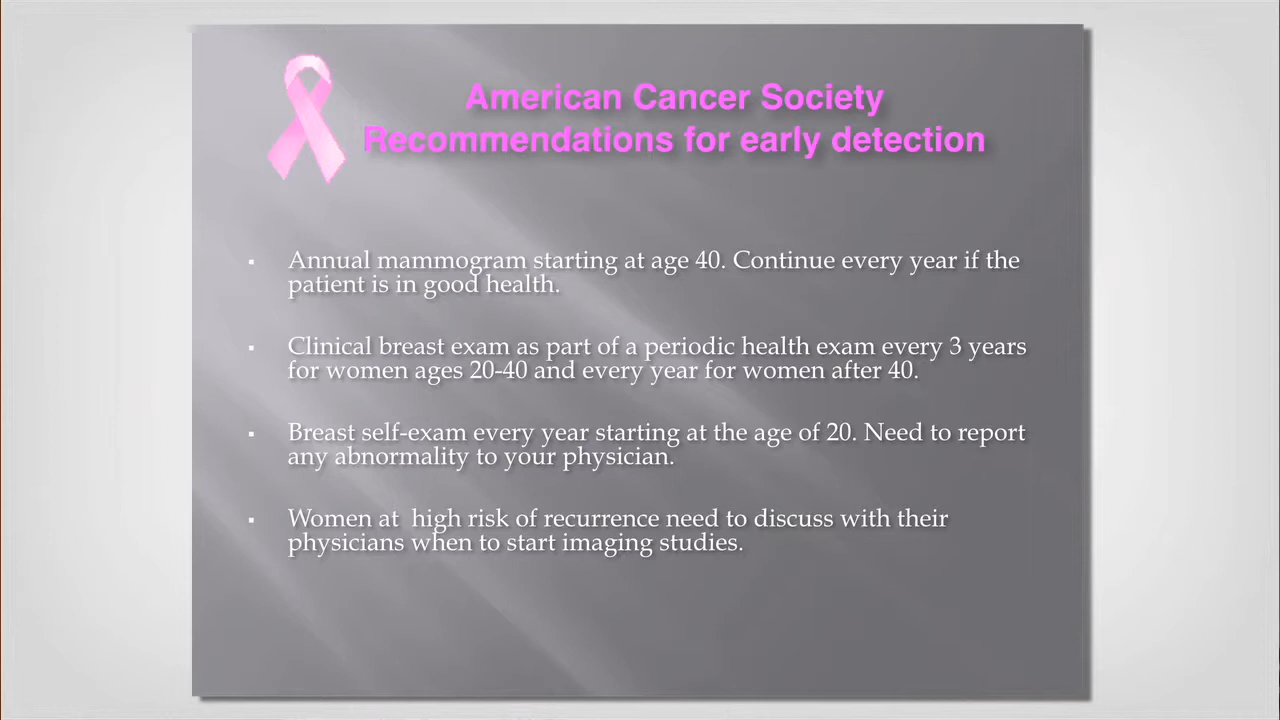 American Cancer Society
Recommendations for early detection
▪ Annual mammogram starting at age 40. Continue every year if the
patient is in good health.
▪ Clinical breast exam as part of a periodic health exam every 3 years
for women ages 20-40 and every year for women after 40.
▪ Breast self-exam every year starting at the age of 20. Need to report
any abnormality to your physician.
▪ Women at  high risk of recurrence need to discuss with their
physicians when to start imaging studies.